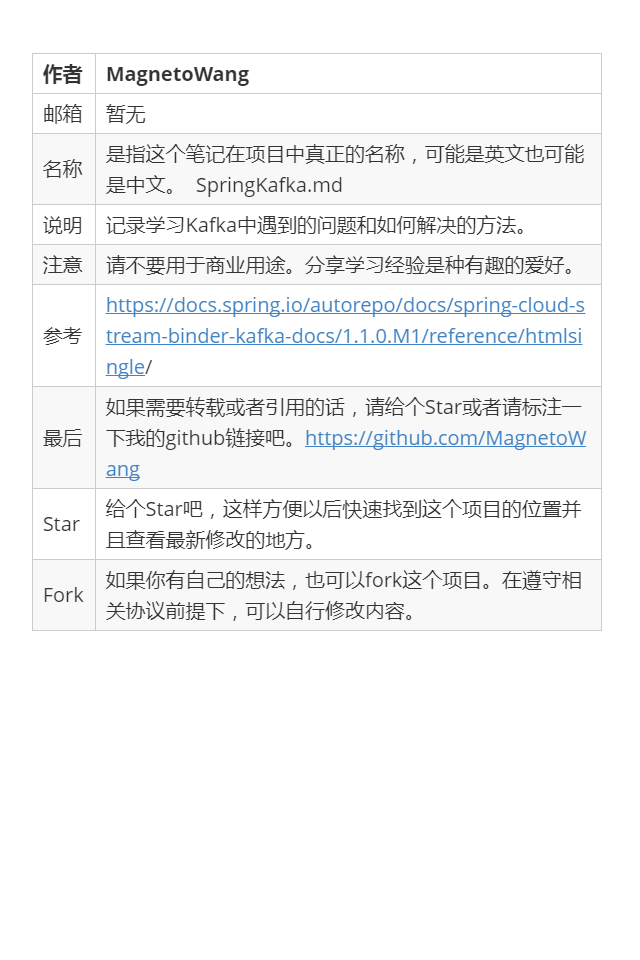 作者 MagnetoWang
邮箱 暂无
名称 是指这个笔记在项目中真正的名称，可能是英文也可能
是中文。 SpringKafka.md
说明 记录学习Kafka中遇到的问题和如何解决的方法。
注意 请不要用于商业用途。分享学习经验是种有趣的爱好。
参考 https://docs.spring.io/autorepo/docs/spring-cloud-s
tream-binder-kafka-docs/1.1.0.M1/reference/htmlsi
ngle/
最后 如果需要转载或者引用的话，请给个Star或者请标注一
下我的github链接吧。https://github.com/MagnetoW
ang
Star 给个Star吧，这样方便以后快速找到这个项目的位置并
且查看最新修改的地方。
Fork 如果你有自己的想法，也可以fork这个项目。在遵守相
关协议前提下，可以自行修改内容。